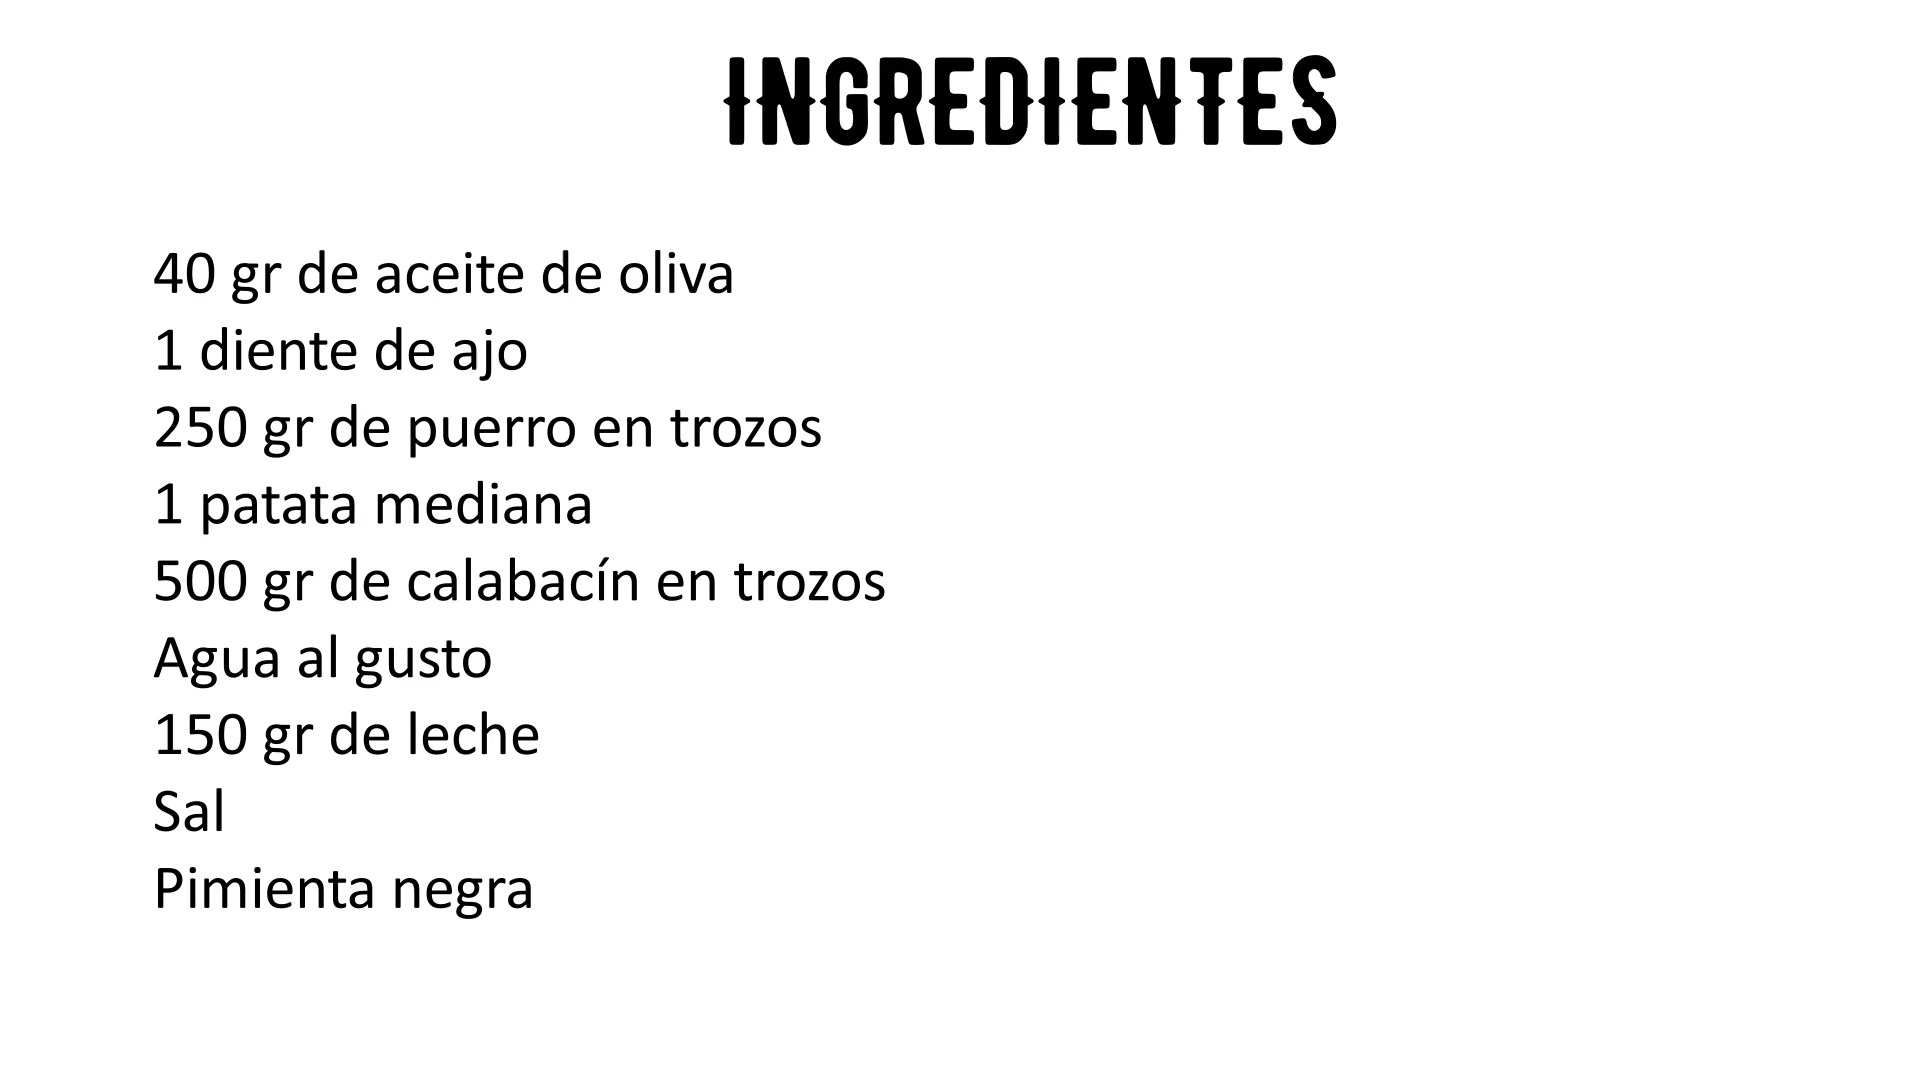 INGREDIENTES
40 gr de aceite de oliva
1 diente de ajo
250 gr de puerro en trozos
1 patata mediana
500 gr de calabacín en trozos
Agua al gusto
150 gr de leche
Sal
Pimienta negra